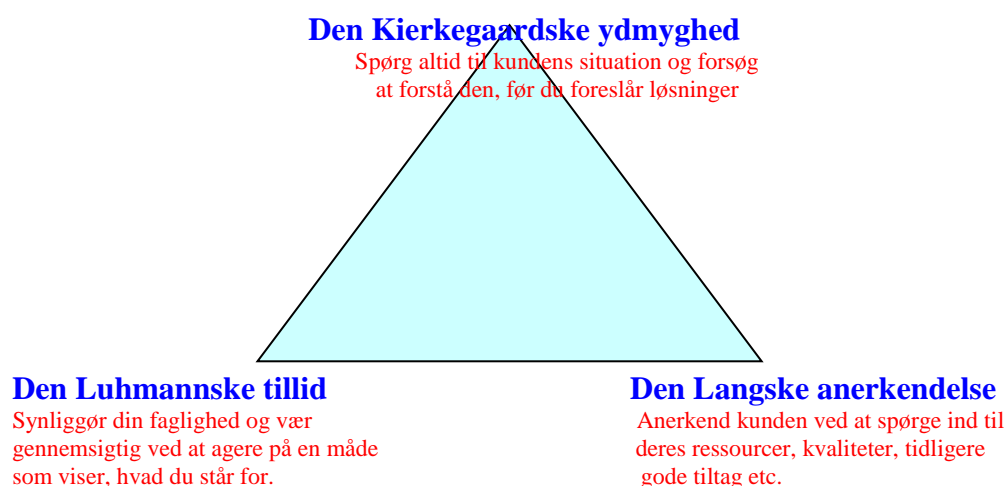 Den Kierkegaardske ydmyghed
Spørg altid til kundens situation og forsøg
at forstå den, før du foreslår løsninger
Den Luhmannske tillid
Synliggør din faglighed og vær
gennemsigtig ved at agere på en måde
som viser, hvad du står for.
Den Langske anerkendelse
Anerkend kunden ved at spørge ind til
deres ressourcer, kvaliteter, tidligere
gode tiltag etc.